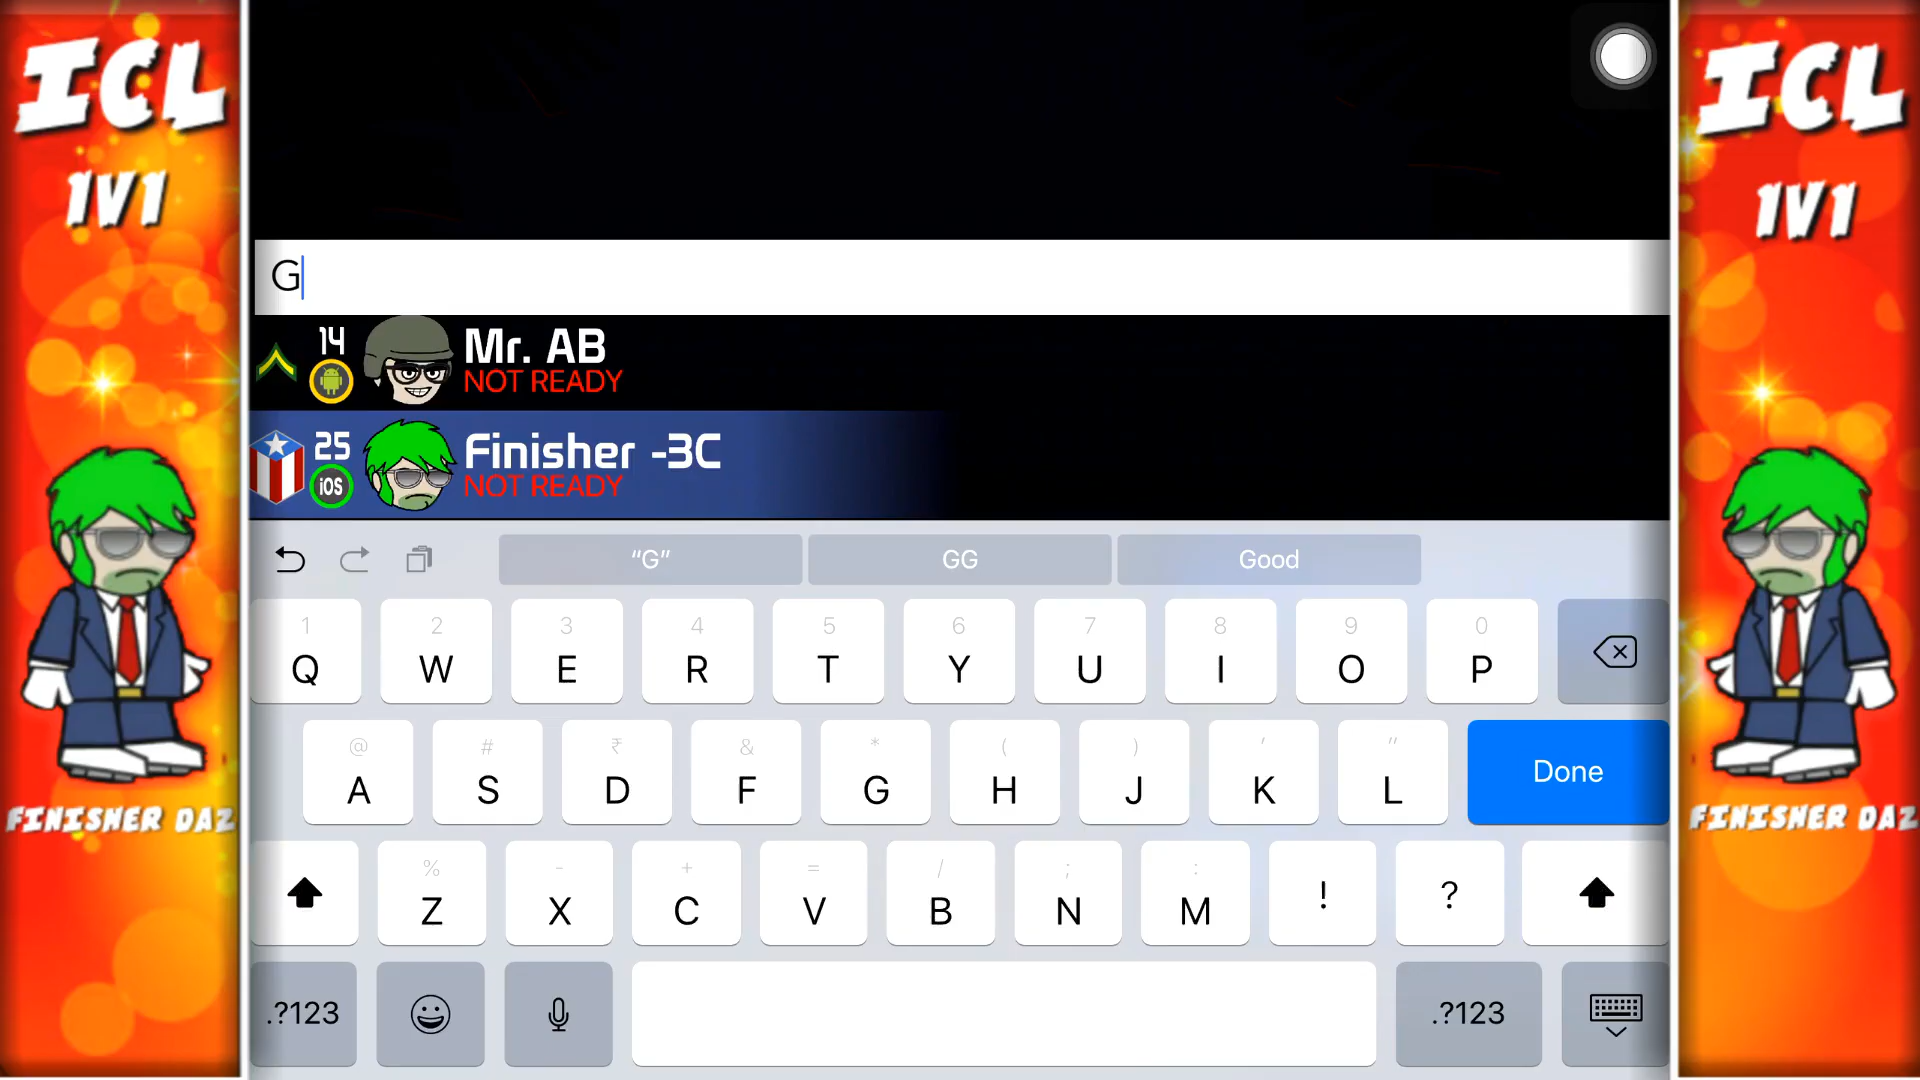 ICL
1V1
FINISHER DAZ
G
14
Mr. AB
NOT READY
25
iOS
Finisher -3C
NOT READY
“G” GG Good
1 2 3 4 5 6 7 8 9 0
Q W E R T Y U I O P
@ # ₹ & * ( ) ' "
A S D F G H J K L Done
% - + = / ; :
Z X C V B N M ! ?
.?123 .?123
ICL
1V1
FINISHER DAZ